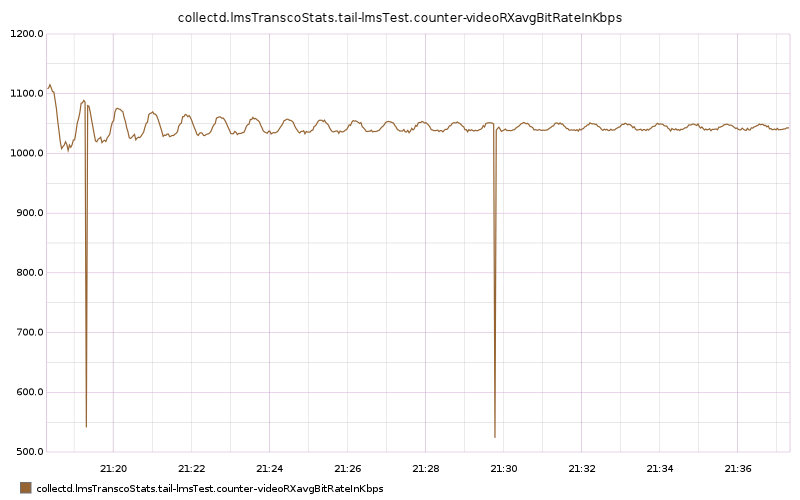 collectd.lmsTranscoStats.tail-lmsTest.counter-videoRXavgBitRateInKbps
1200.0
1100.0
1000.0
900.0
800.0
700.0
600.0
500.0
21:20 21:22 21:24 21:26 21:28 21:30 21:32 21:34 21:36
collectd.lmsTranscoStats.tail-lmsTest.counter-videoRXavgBitRateInKbps